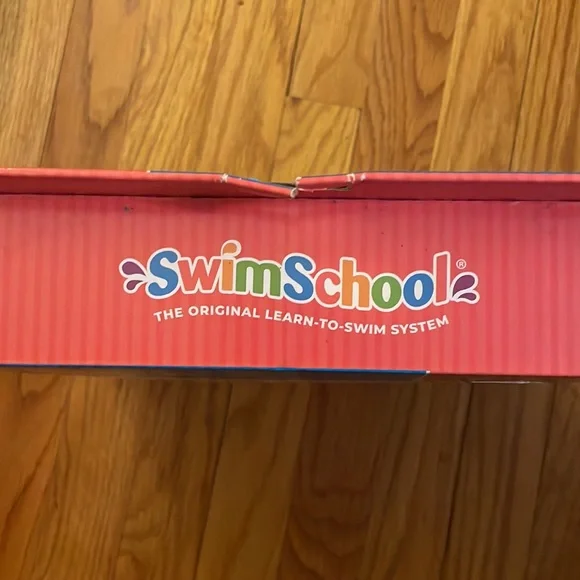 SwimSchool®
THE ORIGINAL LEARN-TO-SWIM SYSTEM